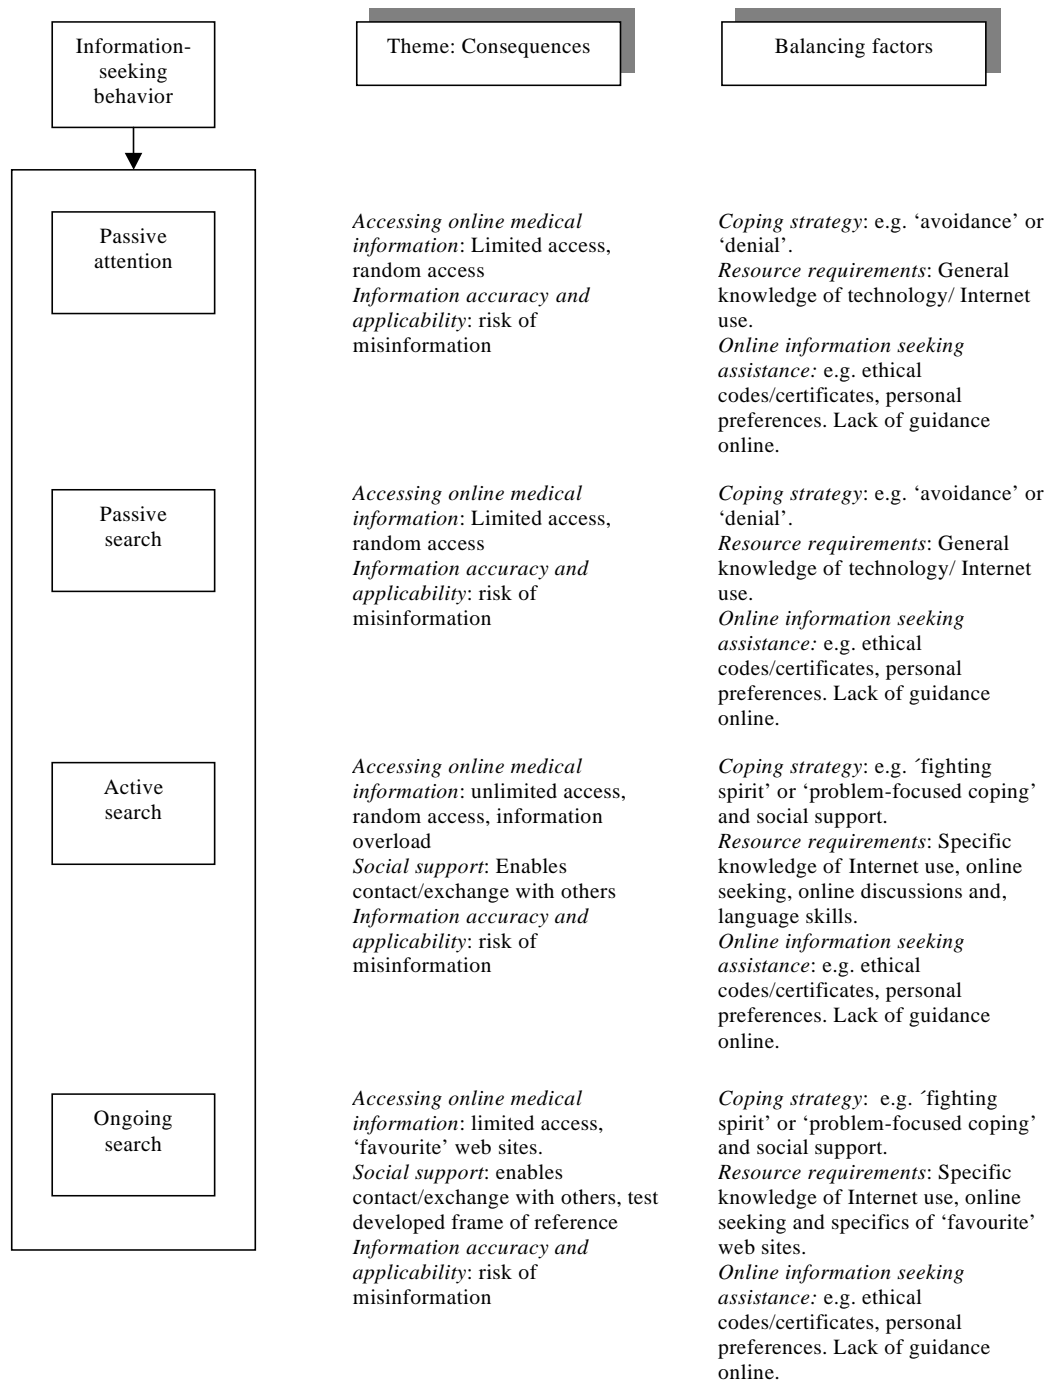 Information-
seeking
behavior
Theme: Consequences
Balancing factors
Passive
attention
Accessing online medical
information: Limited access,
random access
Information accuracy and
applicability: risk of
misinformation
Coping strategy: e.g. ‘avoidance’ or
‘denial’.
Resource requirements: General
knowledge of technology/ Internet
use.
Online information seeking
assistance: e.g. ethical
codes/certificates, personal
preferences. Lack of guidance
online.
Passive
search
Accessing online medical
information: Limited access,
random access
Information accuracy and
applicability: risk of
misinformation
Coping strategy: e.g. ‘avoidance’ or
‘denial’.
Resource requirements: General
knowledge of technology/ Internet
use.
Online information seeking
assistance: e.g. ethical
codes/certificates, personal
preferences. Lack of guidance
online.
Active
search
Accessing online medical
information: unlimited access,
random access, information
overload
Social support: Enables
contact/exchange with others
Information accuracy and
applicability: risk of
misinformation
Coping strategy: e.g. ´fighting
spirit’ or ‘problem-focused coping’
and social support.
Resource requirements: Specific
knowledge of Internet use, online
seeking, online discussions and,
language skills.
Online information seeking
assistance: e.g. ethical
codes/certificates, personal
preferences. Lack of guidance
online.
Ongoing
search
Accessing online medical
information: limited access,
‘favourite’ web sites.
Social support: enables
contact/exchange with others, test
developed frame of reference
Information accuracy and
applicability: risk of
misinformation
Coping strategy:  e.g. ´fighting
spirit’ or ‘problem-focused coping’
and social support.
Resource requirements: Specific
knowledge of Internet use, online
seeking and specifics of ‘favourite’
web sites.
Online information seeking
assistance: e.g. ethical
codes/certificates, personal
preferences. Lack of guidance
online.